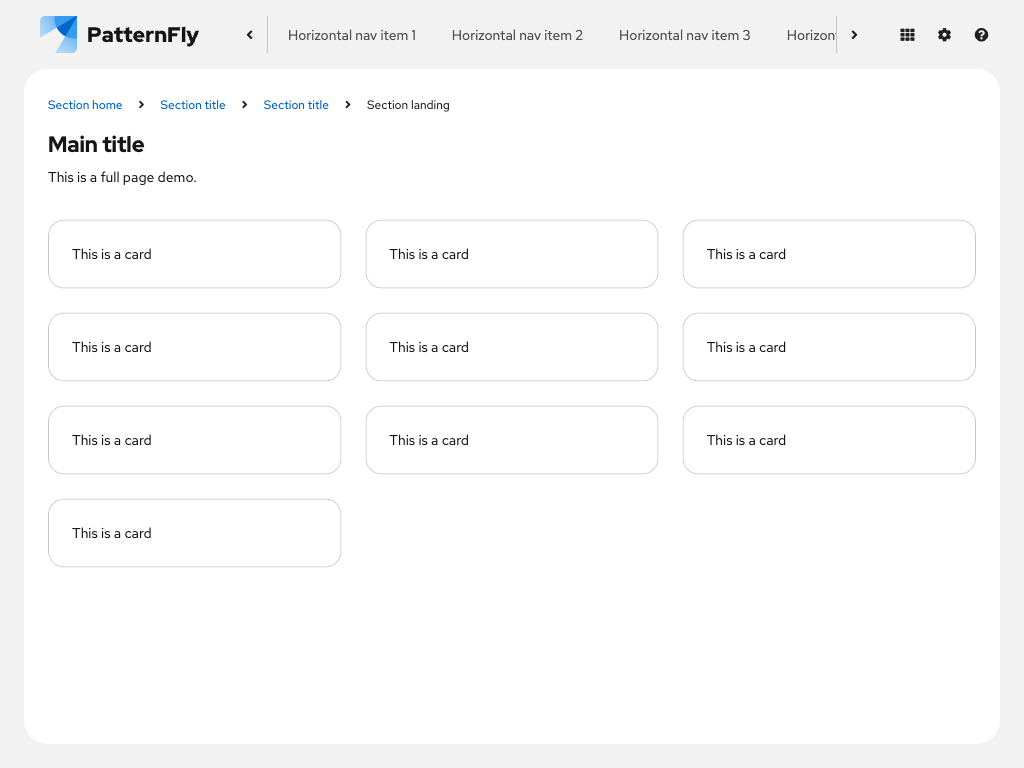 PatternFly Horizontal nav item 1 Horizontal nav item 2 Horizontal nav item 3 Horizon
Section home Section title Section title Section landing
Main title
This is a full page demo.
This is a card This is a card This is a card
This is a card This is a card This is a card
This is a card This is a card This is a card
This is a card